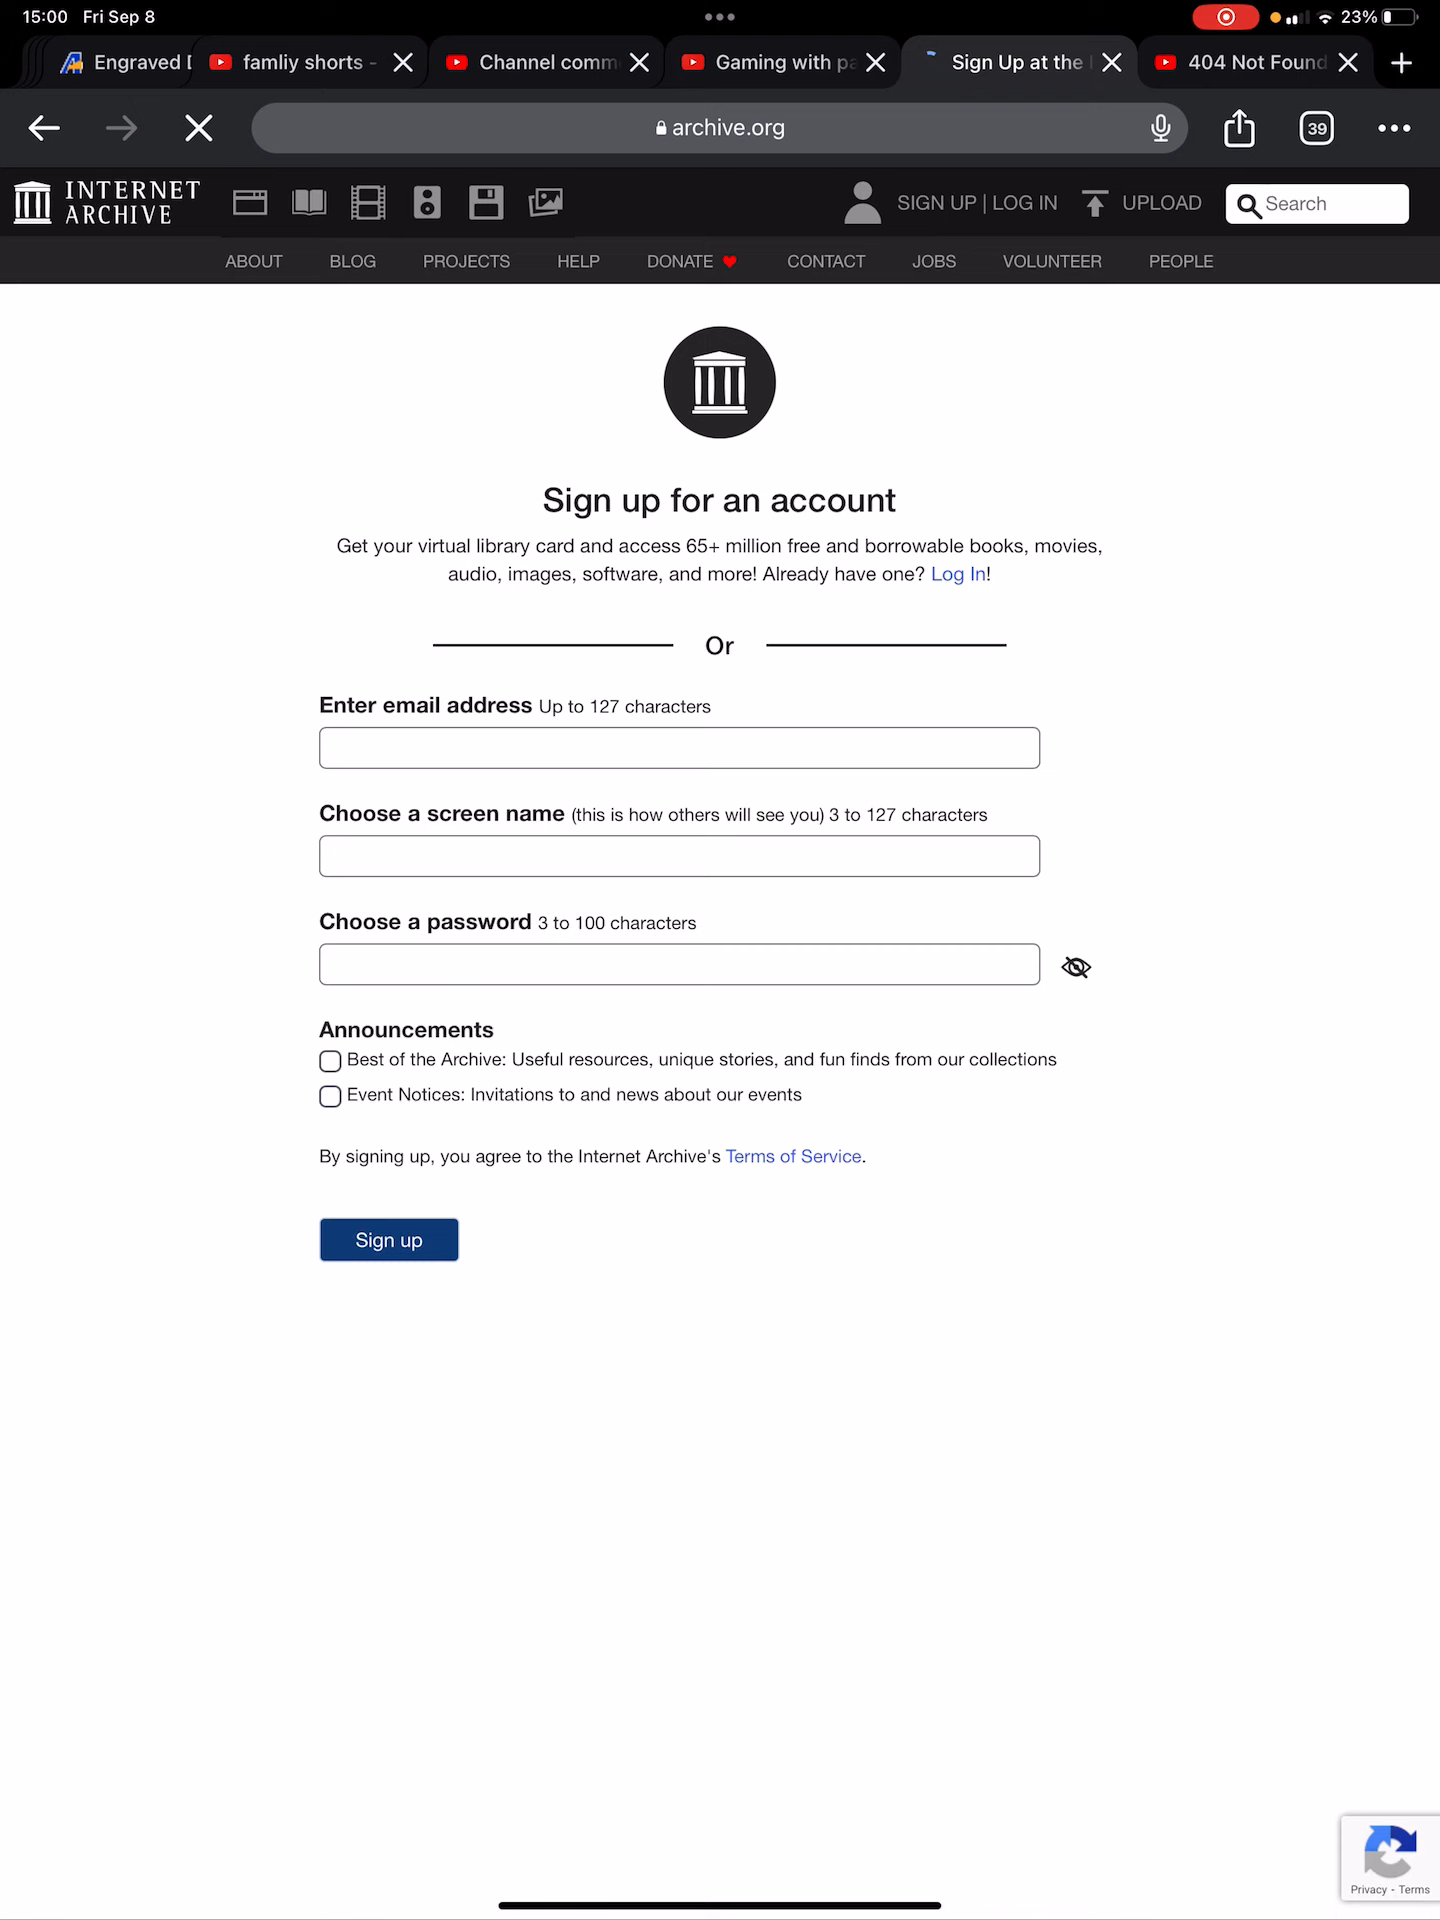 15:00 Fri Sep 8
23%
Engraved
famliy shorts -
Channel comm
Gaming with pa
Sign Up at the
404 Not Found
archive.org
39
INTERNET
ARCHIVE
SIGN UP | LOG IN
UPLOAD
Search
ABOUT BLOG PROJECTS HELP DONATE CONTACT JOBS VOLUNTEER PEOPLE
Sign up for an account
Get your virtual library card and access 65+ million free and borrowable books, movies,
audio, images, software, and more! Already have one? Log In!
Or
Enter email address Up to 127 characters
Choose a screen name (this is how others will see you) 3 to 127 characters
Choose a password 3 to 100 characters
Announcements
Best of the Archive: Useful resources, unique stories, and fun finds from our collections
Event Notices: Invitations to and news about our events
By signing up, you agree to the Internet Archive's Terms of Service.
Sign up
Privacy - Terms